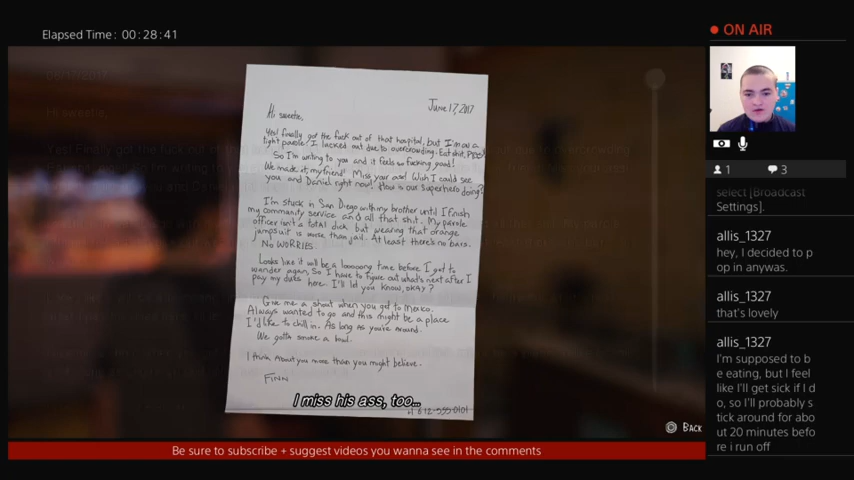 Elapsed Time : 00:28:41
ON AIR
June 17, 2017
Hi sweetie,
Yes! Finally got the fuck out of that hospital, but I'm on a
tight parole! I lacked out due to overcrowding. Eat shit,
So I'm writing to you and it feels so fucking good!
We made it, my friend! Miss your ass! Wish I could see
you and Daniel right now! How is our Superhero doing?
I'm stuck in San Diego with my brother until I finish
my community service and all that shit. My parole
officer isn't a total dick but wearing that orange
jumpsuit is worse than jail. At least there's no bars.
NO WORRIES.
Looks like it will be a looooong time before I get to
wander again, so I have to figure out what's next after I
pay my dues here. I'll let you know, okay?
Give me a shout when you get to Mexico.
Always wanted to go and this might be a place
I'd like to chill in. As long as you're around.
We gotta smoke a bowl.
I think about you more than you might believe.
FINN
I miss his ass, too...
BACK
1
3
select [Broadcast
Settings].
allis_1327
hey, I decided to p
op in anyways.
allis_1327
that's lovely
allis_1327
I'm supposed to b
e eating, but I feel
like I'll get sick if I d
o, so I'll probably s
tick around for abo
ut 20 minutes befo
re i run off
Be sure to subscribe + suggest videos you wanna see in the comments